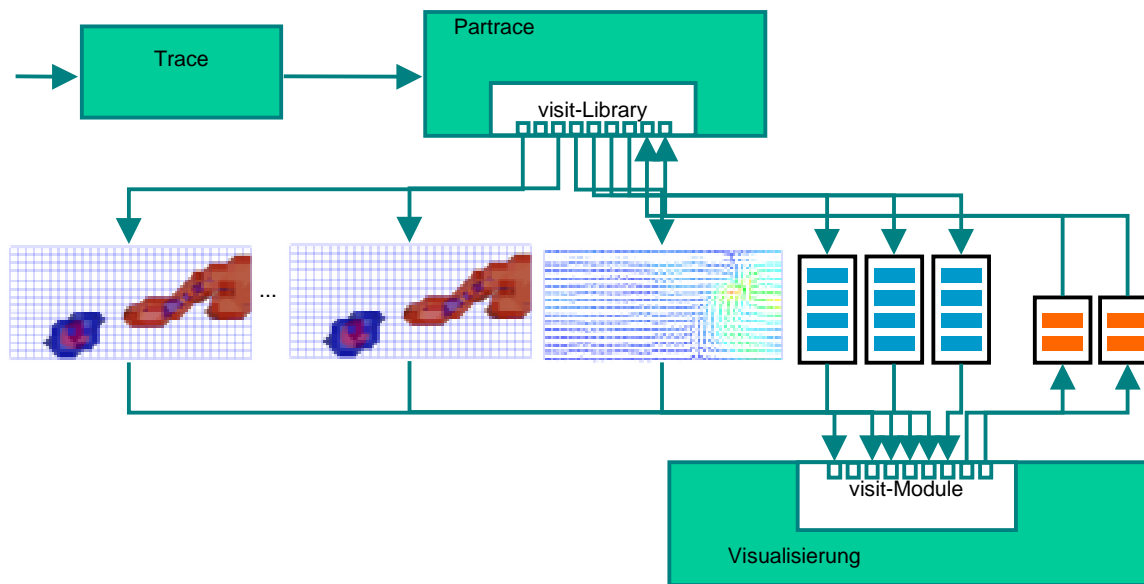 Trace
Partrace
visit-Library
...
visit-Module
Visualisierung